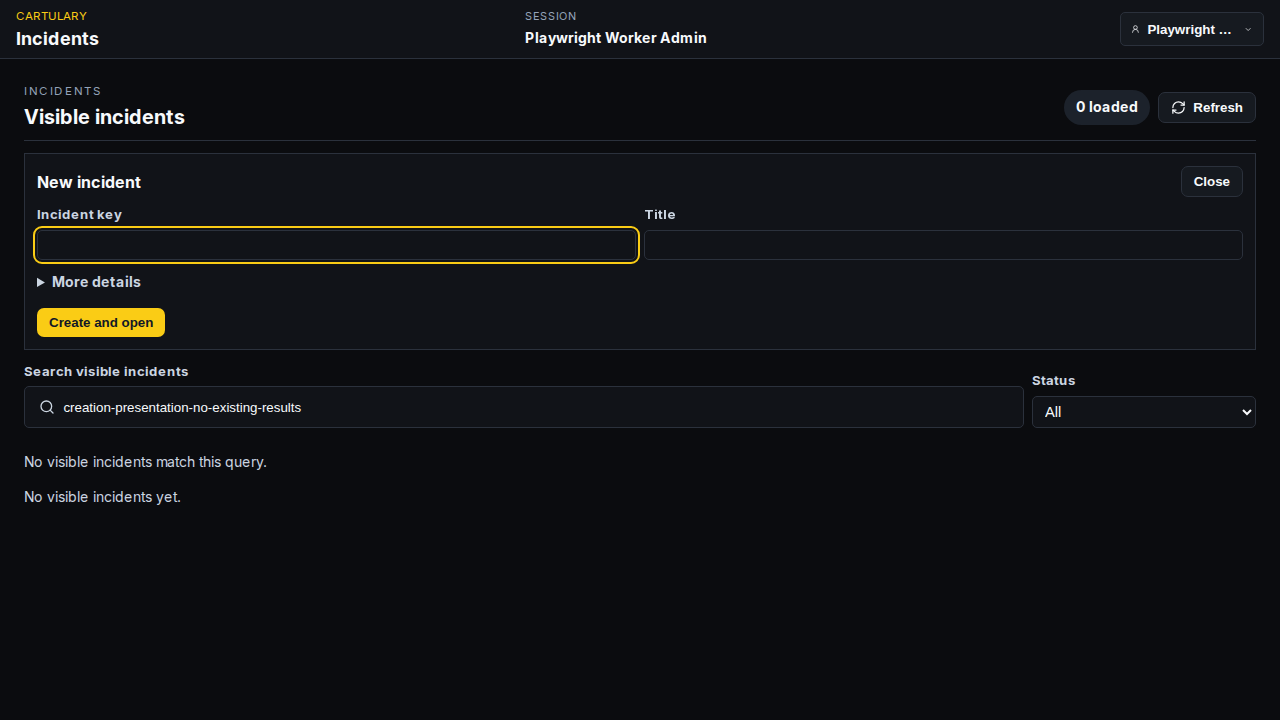 CARTULARY
Incidents
SESSION
Playwright Worker Admin
Playwright ...
INCIDENTS
Visible incidents
0 loaded
Refresh
New incident
Close
Incident key
Title
More details
Create and open
Search visible incidents
Status
creation-presentation-no-existing-results
All
No visible incidents match this query.
No visible incidents yet.